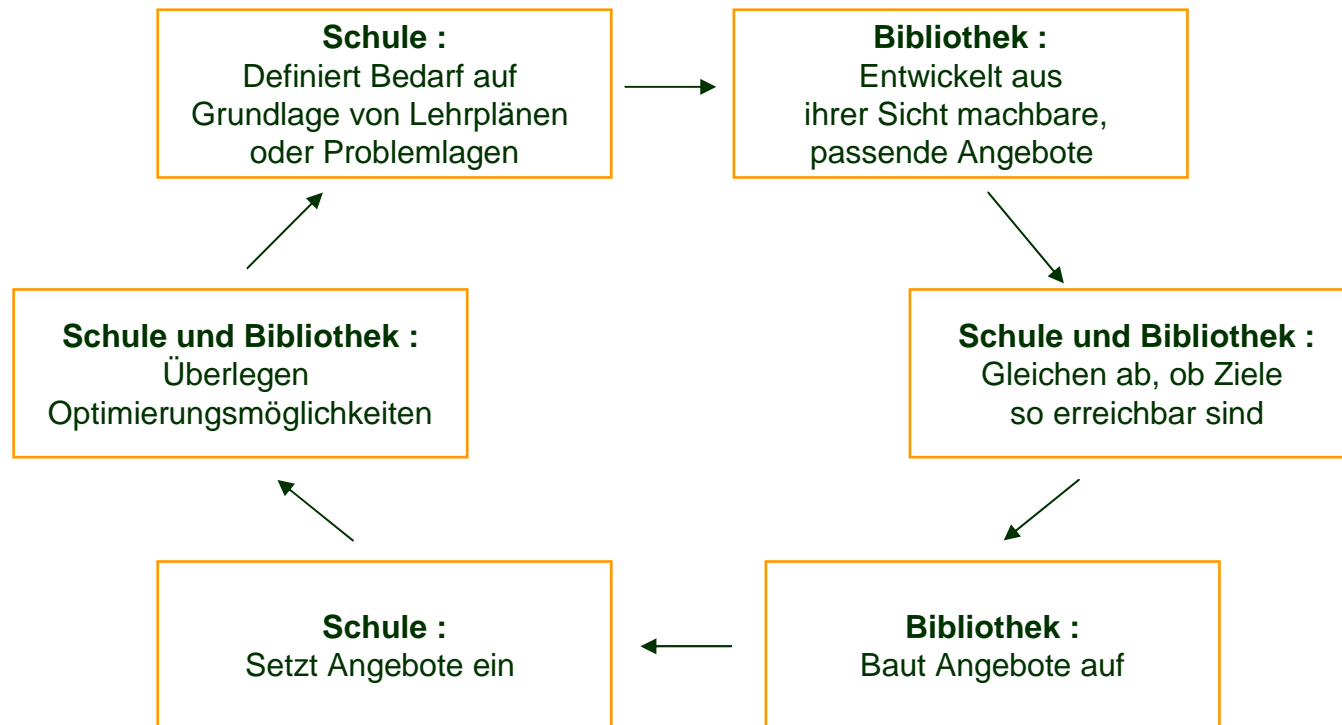 Schule :
Definiert Bedarf auf
Grundlage von Lehrplänen
oder Problemlagen
Bibliothek :
Entwickelt aus
ihrer Sicht machbare,
passende Angebote
Schule und Bibliothek :
Überlegen
Optimierungsmöglichkeiten
Schule und Bibliothek :
Gleichen ab, ob Ziele
so erreichbar sind
Schule :
Setzt Angebote ein
Bibliothek :
Baut Angebote auf